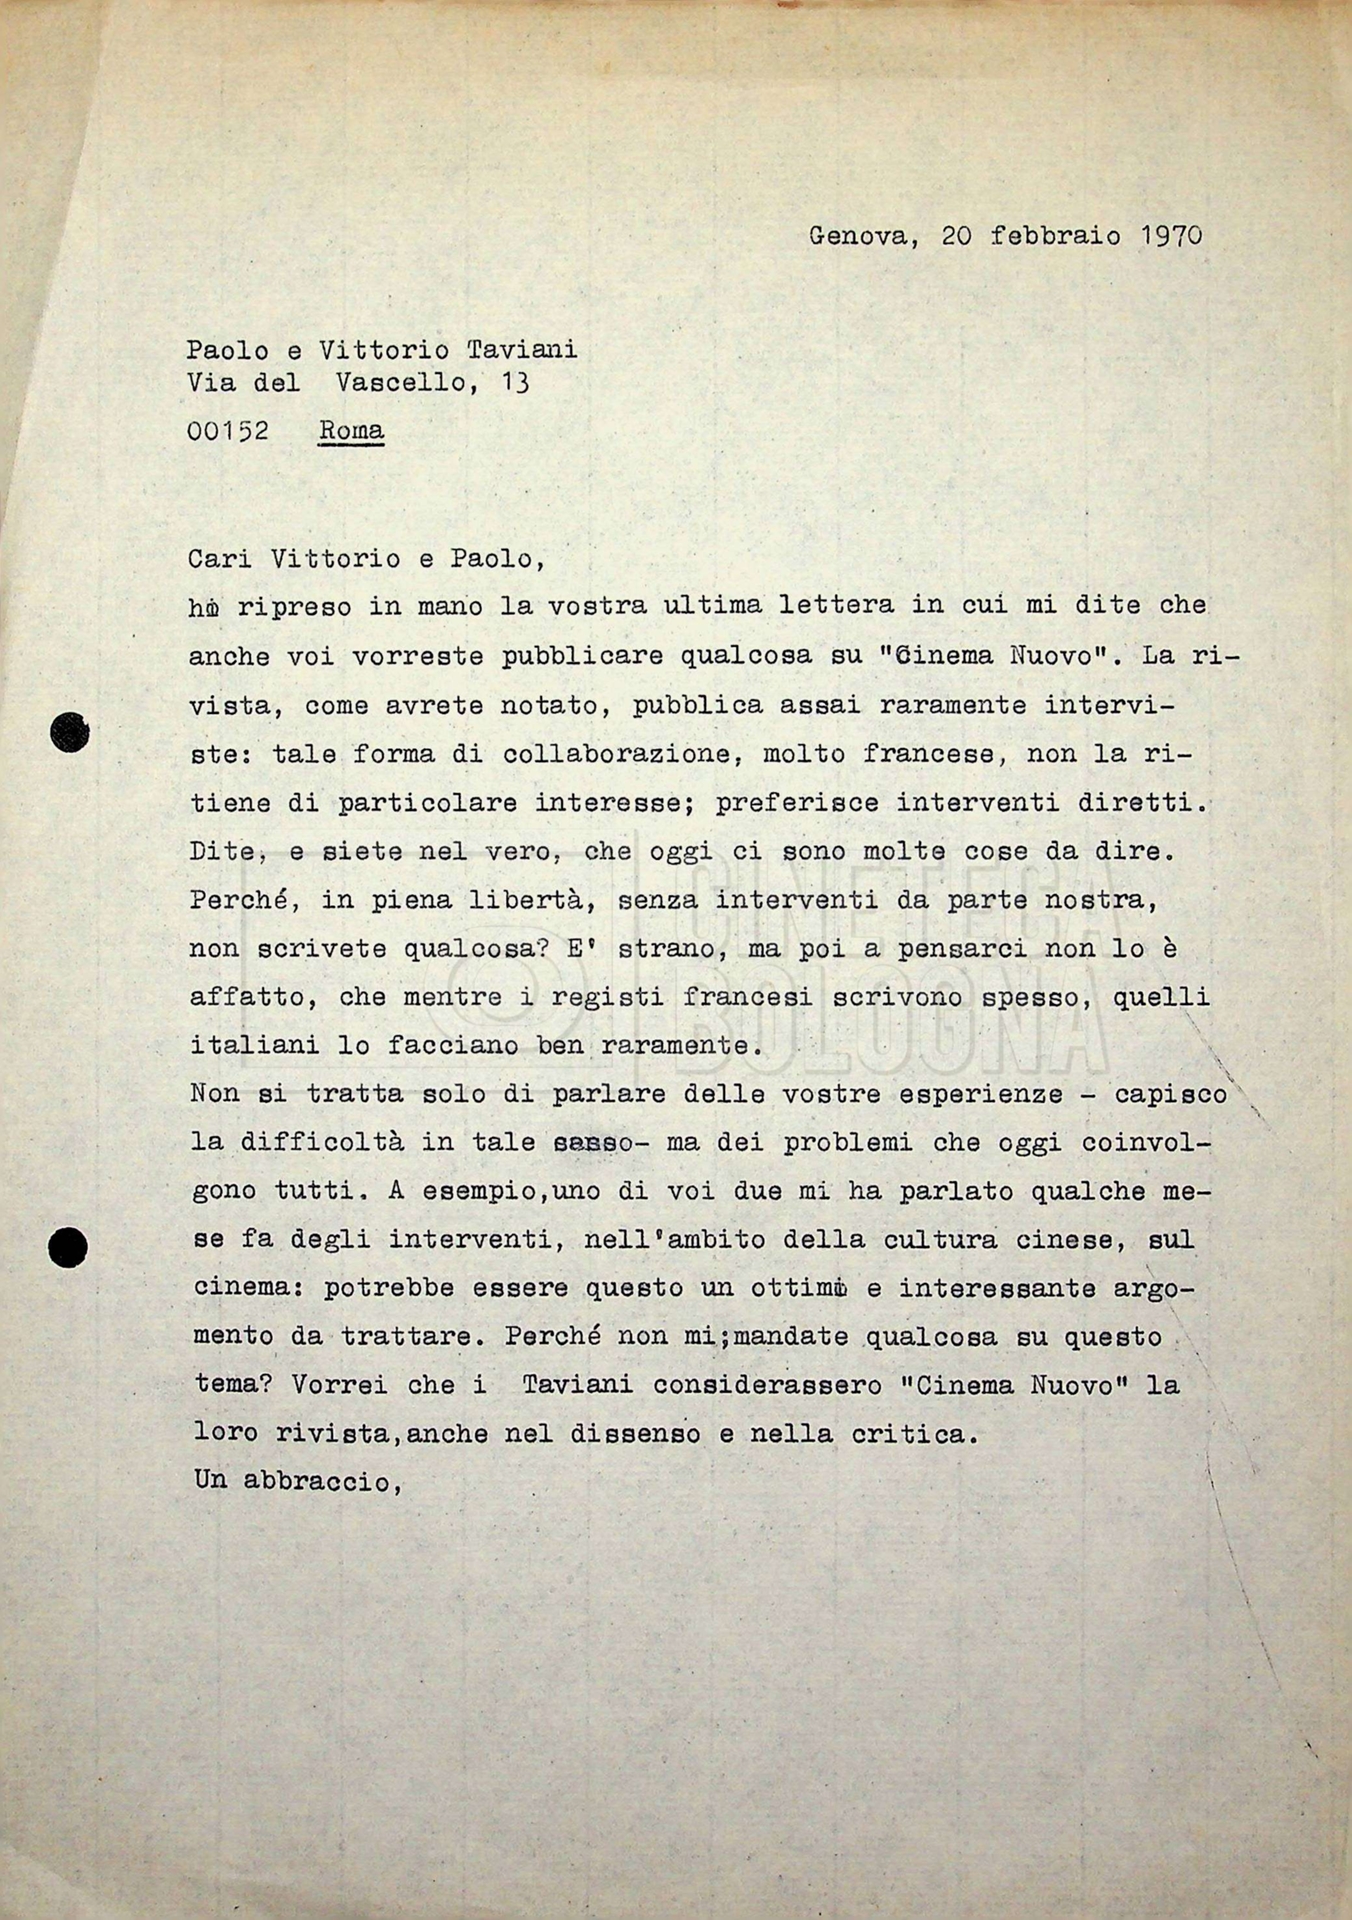 Genova, 20 febbraio 1970
Paolo e Vittorio Taviani
Via del Vascello, 13
00152 Roma
Cari Vittorio e Paolo,
ho ripreso in mano la vostra ultima lettera in cui mi dite che
anche voi vorreste pubblicare qualcosa su "Cinema Nuovo". La ri-
vista, come avrete notato, pubblica assai raramente intervi-
ste: tale forma di collaborazione, molto francese, non la ri-
tiene di particolare interesse; preferisce interventi diretti.
Dite, e siete nel vero, che oggi ci sono molte cose da dire.
Perché, in piena libertà, senza interventi da parte nostra,
non scrivete qualcosa? E' strano, ma poi a pensarci non lo è
affatto, che mentre i registi francesi scrivono spesso, quelli
italiani lo facciano ben raramente.
Non si tratta solo di parlare delle vostre esperienze - capisco
la difficoltà in tale sasso- ma dei problemi che oggi coinvol-
gono tutti. A esempio,uno di voi due mi ha parlato qualche me-
se fa degli interventi, nell'ambito della cultura cinese, sul
cinema: potrebbe essere questo un ottimo e interessante argo-
mento da trattare. Perché non mi;mandate qualcosa su questo
tema? Vorrei che i Taviani considerassero "Cinema Nuovo" la
loro rivista,anche nel dissenso e nella critica.
Un abbraccio,
CINETECA
BOLOGNA